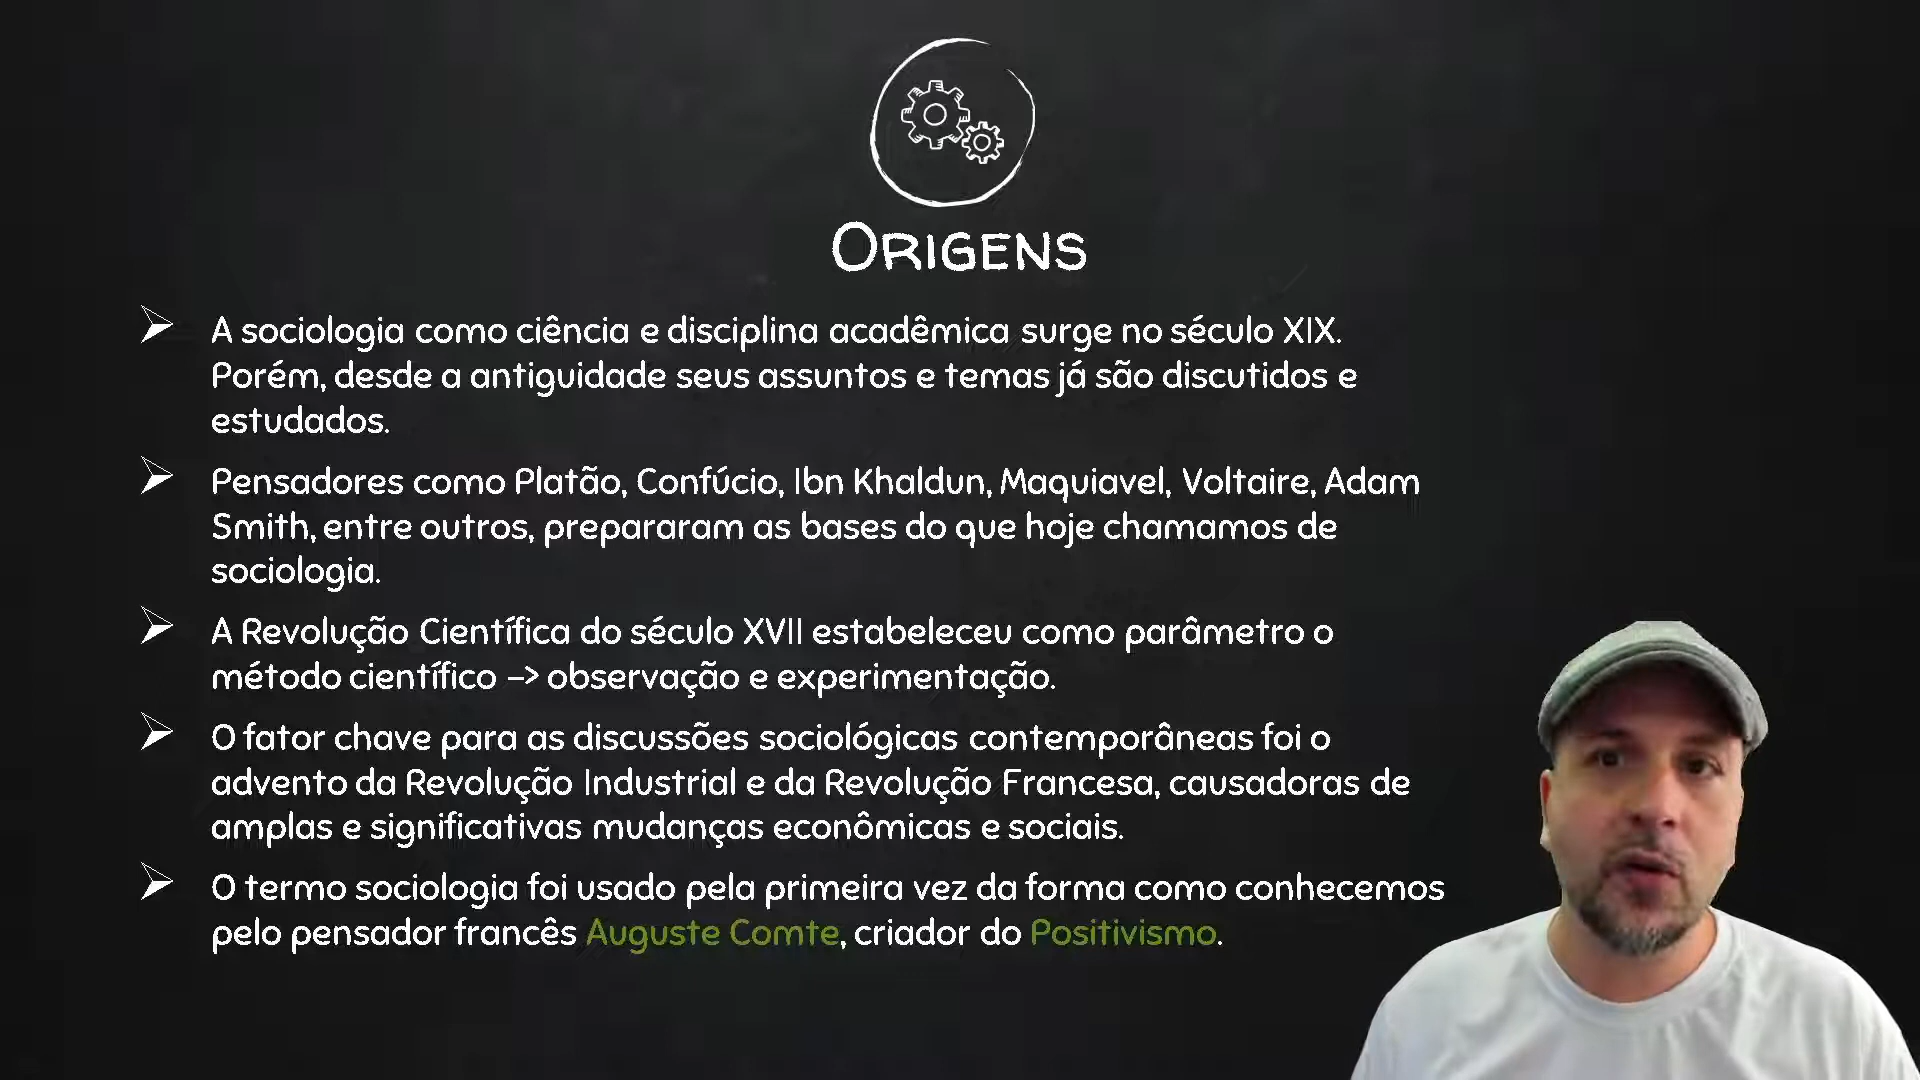 Origens
A sociologia como ciência e disciplina acadêmica surge no século XIX.
Porém, desde a antiguidade seus assuntos e temas já são discutidos e
estudados.
Pensadores como Platão, Confúcio, Ibn Khaldun, Maquiavel, Voltaire, Adam
Smith, entre outros, prepararam as bases do que hoje chamamos de
sociologia.
A Revolução Científica do século XVII estabeleceu como parâmetro o
método científico –> observação e experimentação.
O fator chave para as discussões sociológicas contemporâneas foi o
advento da Revolução Industrial e da Revolução Francesa, causadoras de
amplas e significativas mudanças econômicas e sociais.
O termo sociologia foi usado pela primeira vez da forma como conhecemos
pelo pensador francês Auguste Comte, criador do Positivismo.